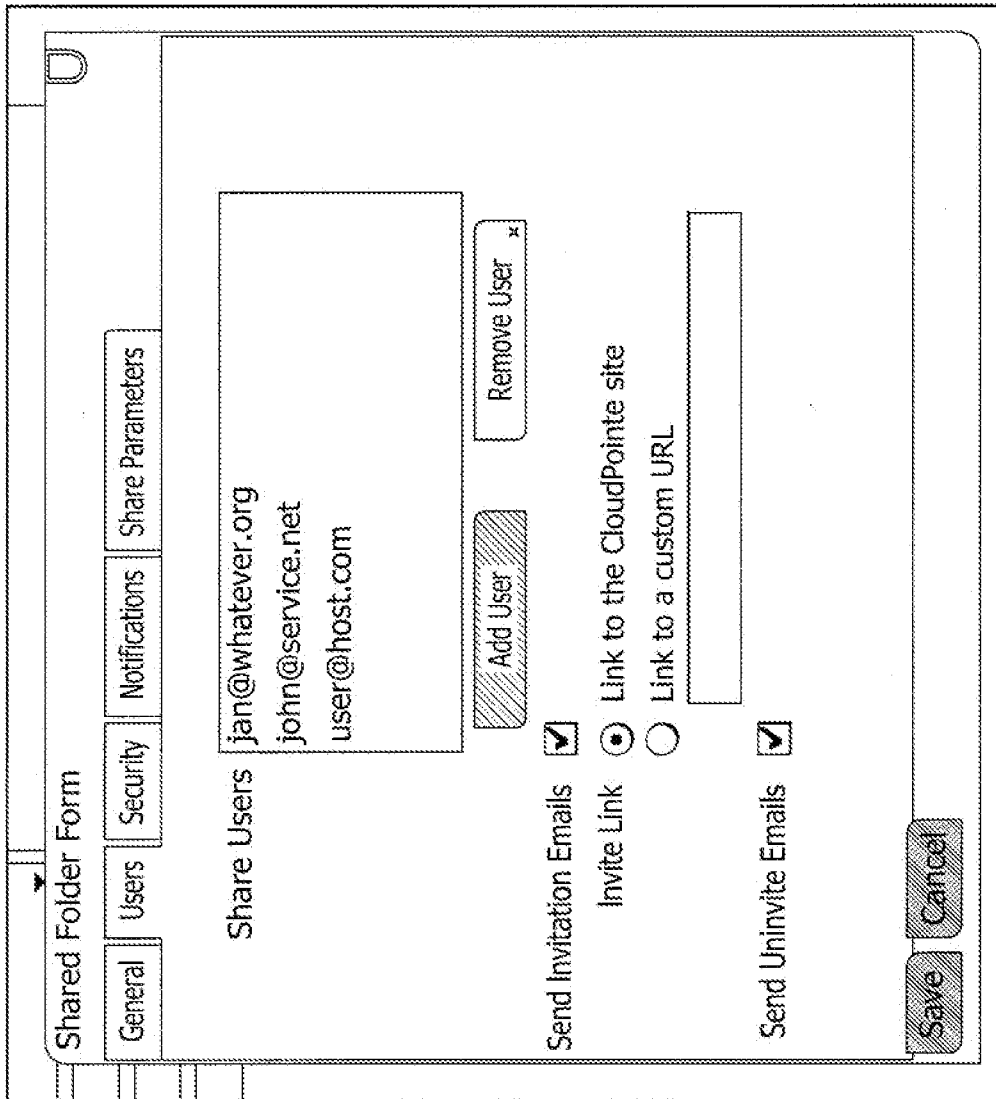 Shared Folder Form
General Users Security Notifications Share Parameters
Share Users jan@whatever.org
john@service.net
user@host.com
Add User Remove User x
Send Invitation Emails
Invite Link Link to the CloudPointe site
Link to a custom URL
Send Uninvite Emails
Save Cancel